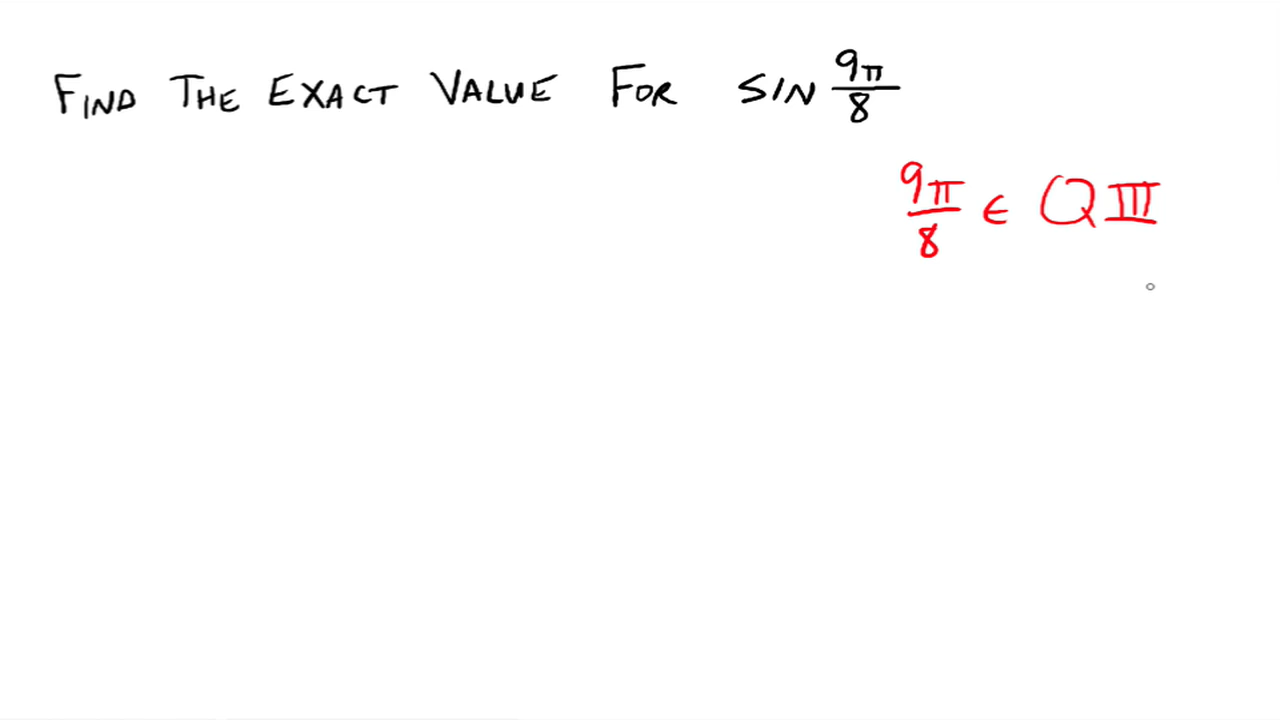 FIND THE EXACT VALUE FOR SIN 9π/8
9π/8 ∈ QIII